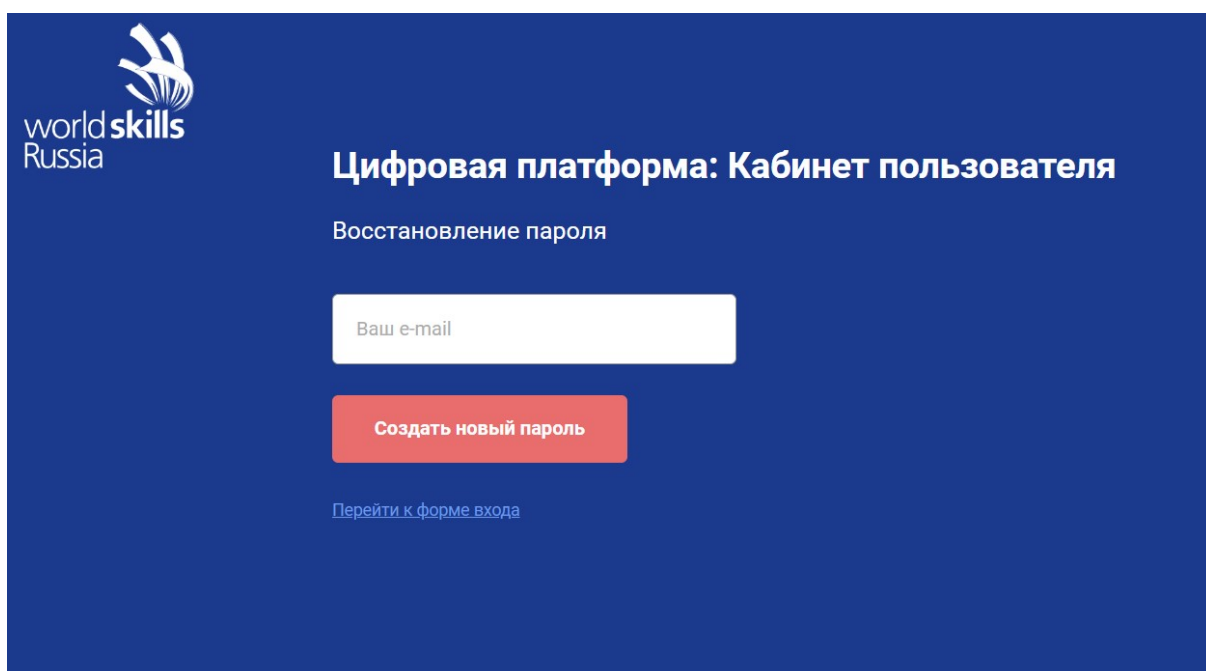 world skills
Russia
Цифровая платформа: Кабинет пользователя
Восстановление пароля
Ваш e-mail
Создать новый пароль
Перейти к форме входа